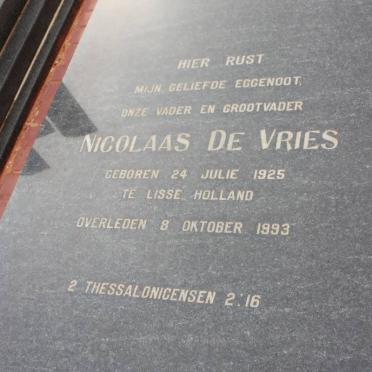 HIER RUST
MIJN GELIEFDE EGGENOOT,
ONZE VADER EN GROOTVADER
NICOLAAS DE VRIES
GEBOREN 24 JULIE 1925
TE LISSE, HOLLAND
OVERLEDEN 8 OKTOBER 1993
2 THESSALONICENSEN 2:16